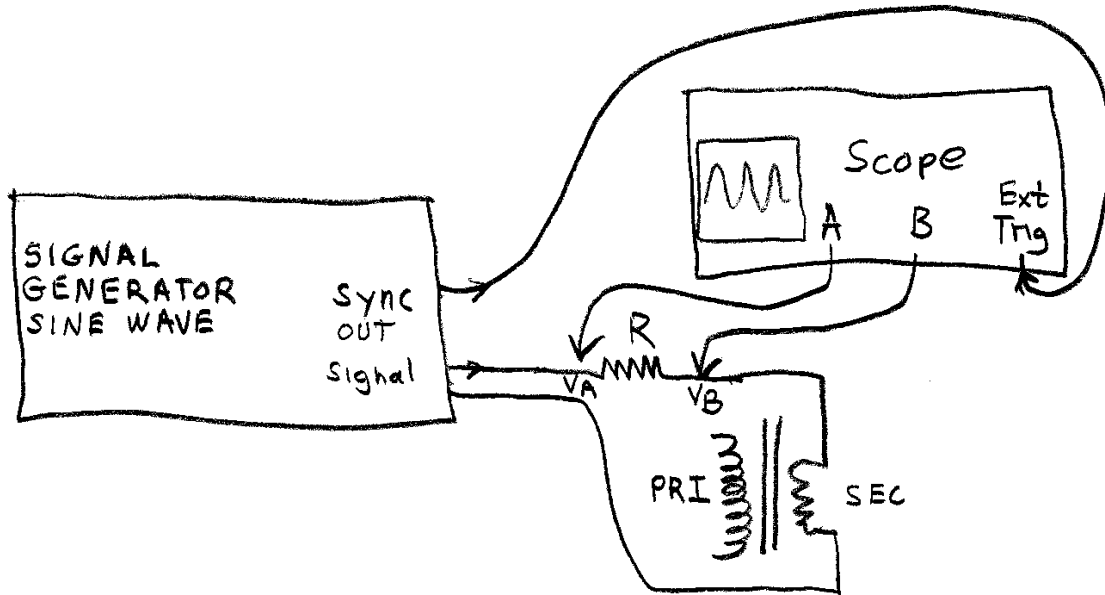 SIGNAL
GENERATOR
SINE WAVE
Sync
OUT
Signal
Scope
A
B
Ext
Trig
R
VA
VB
PRI
SEC